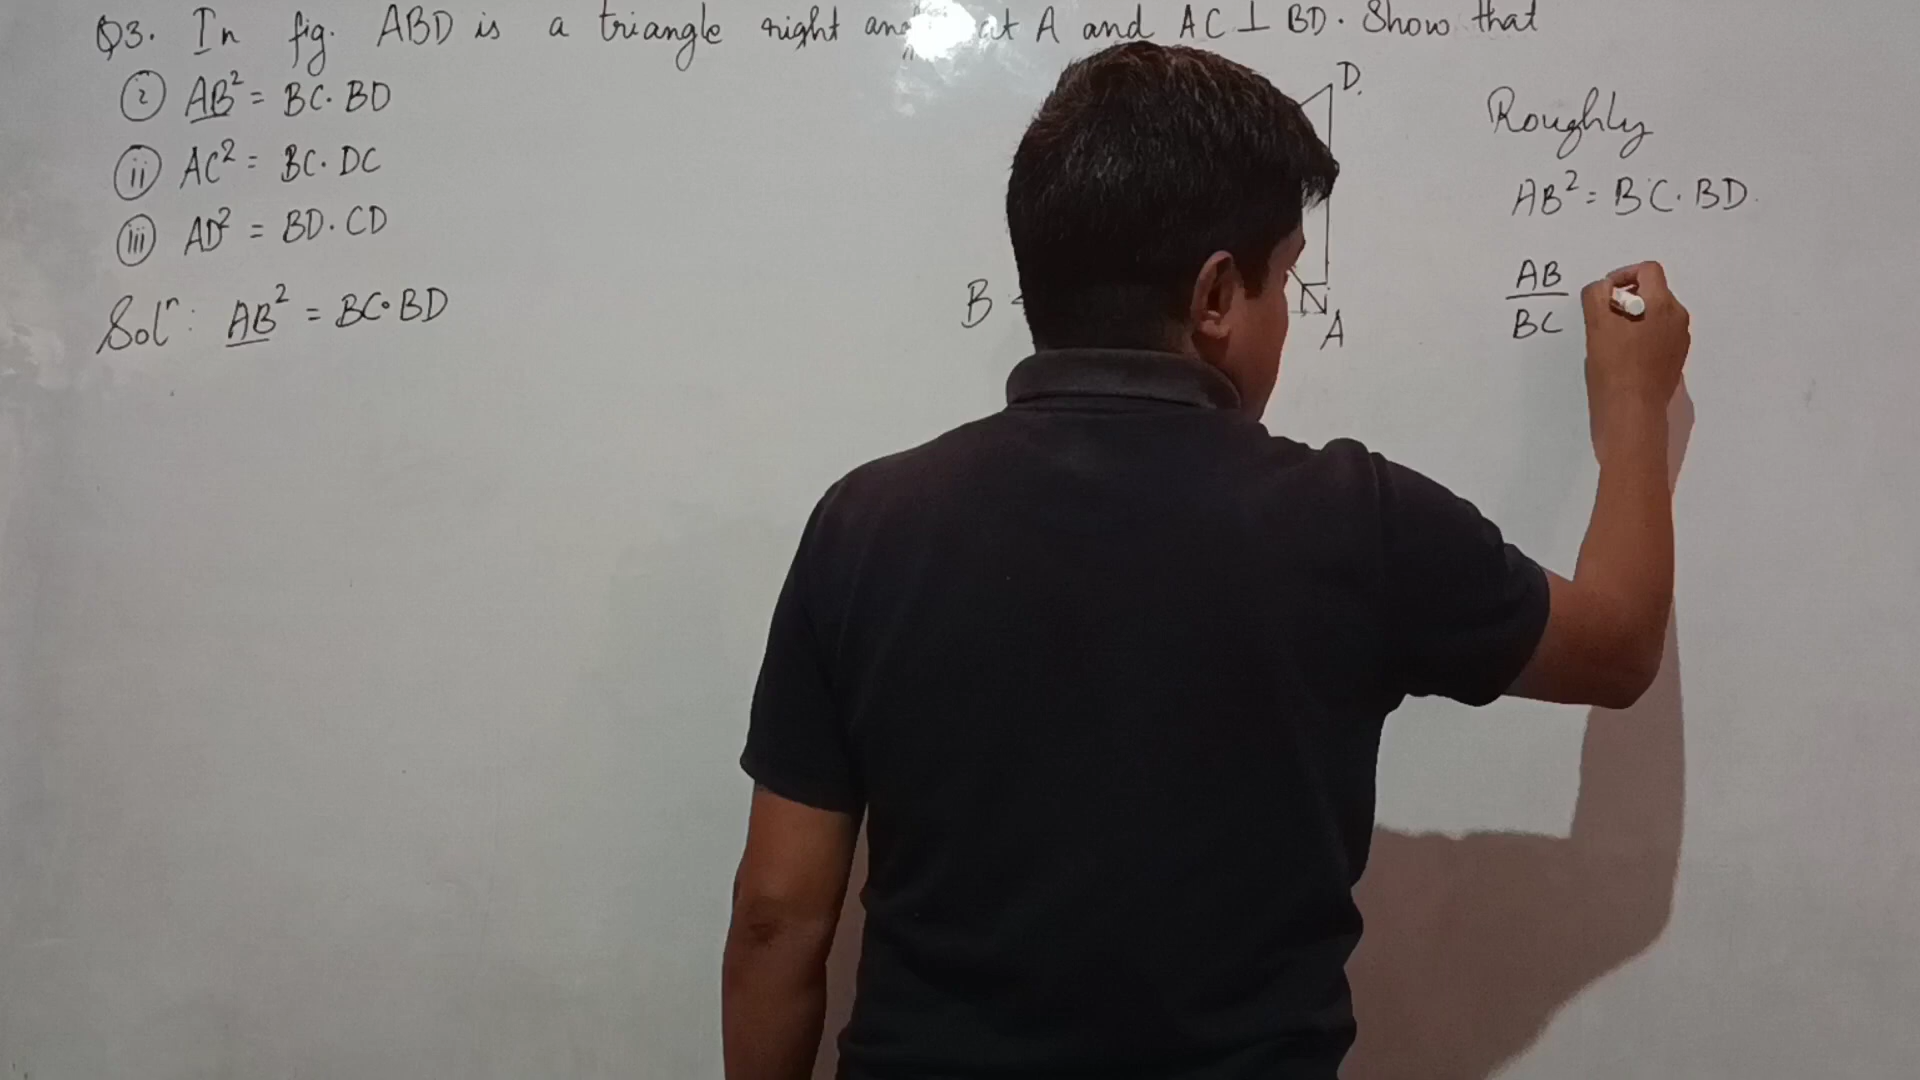 Q3. In fig. ABD is a triangle right at A and AC ⊥ BD. Show that
(i) AB² = BC. BD
(ii) AC² = BC. DC
(iii) AD² = BD. CD
Solⁿ: AB² = BC•BD
D.
B
A
Roughly
AB² = BC. BD.
AB
BC